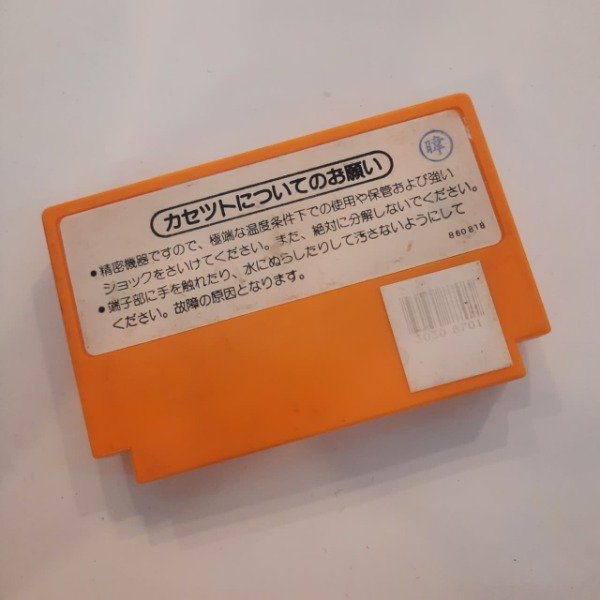 暐
カセットについてのお願い
●精密機器ですので、極端な温度条件下での使用や保管および強い
ショックをさいけてください。また、絶対に分解しないでください。
●端子部に手を触れたり、水にぬらしたりして汚さないようにして
ください。故障の原因となります。
860818
3030 8701